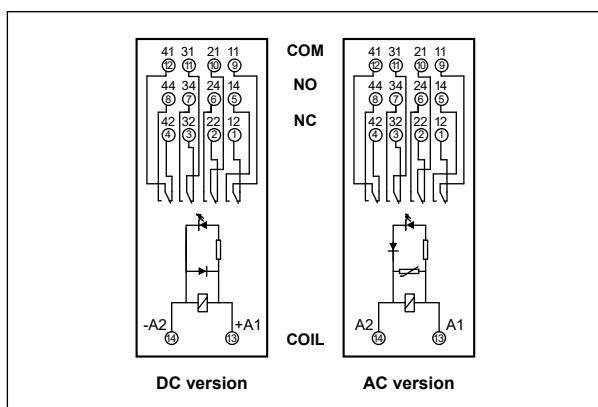 41 31 21 11 COM 41 31 21 11
12 11 10 9 12 11 10 9
44 34 24 14 NO 44 34 24 14
8 7 6 5 8 7 6 5
42 32 22 12 NC 42 32 22 12
4 3 2 1 4 3 2 1
-A2 +A1 A2 A1
14 13 COIL 14 13
DC version AC version